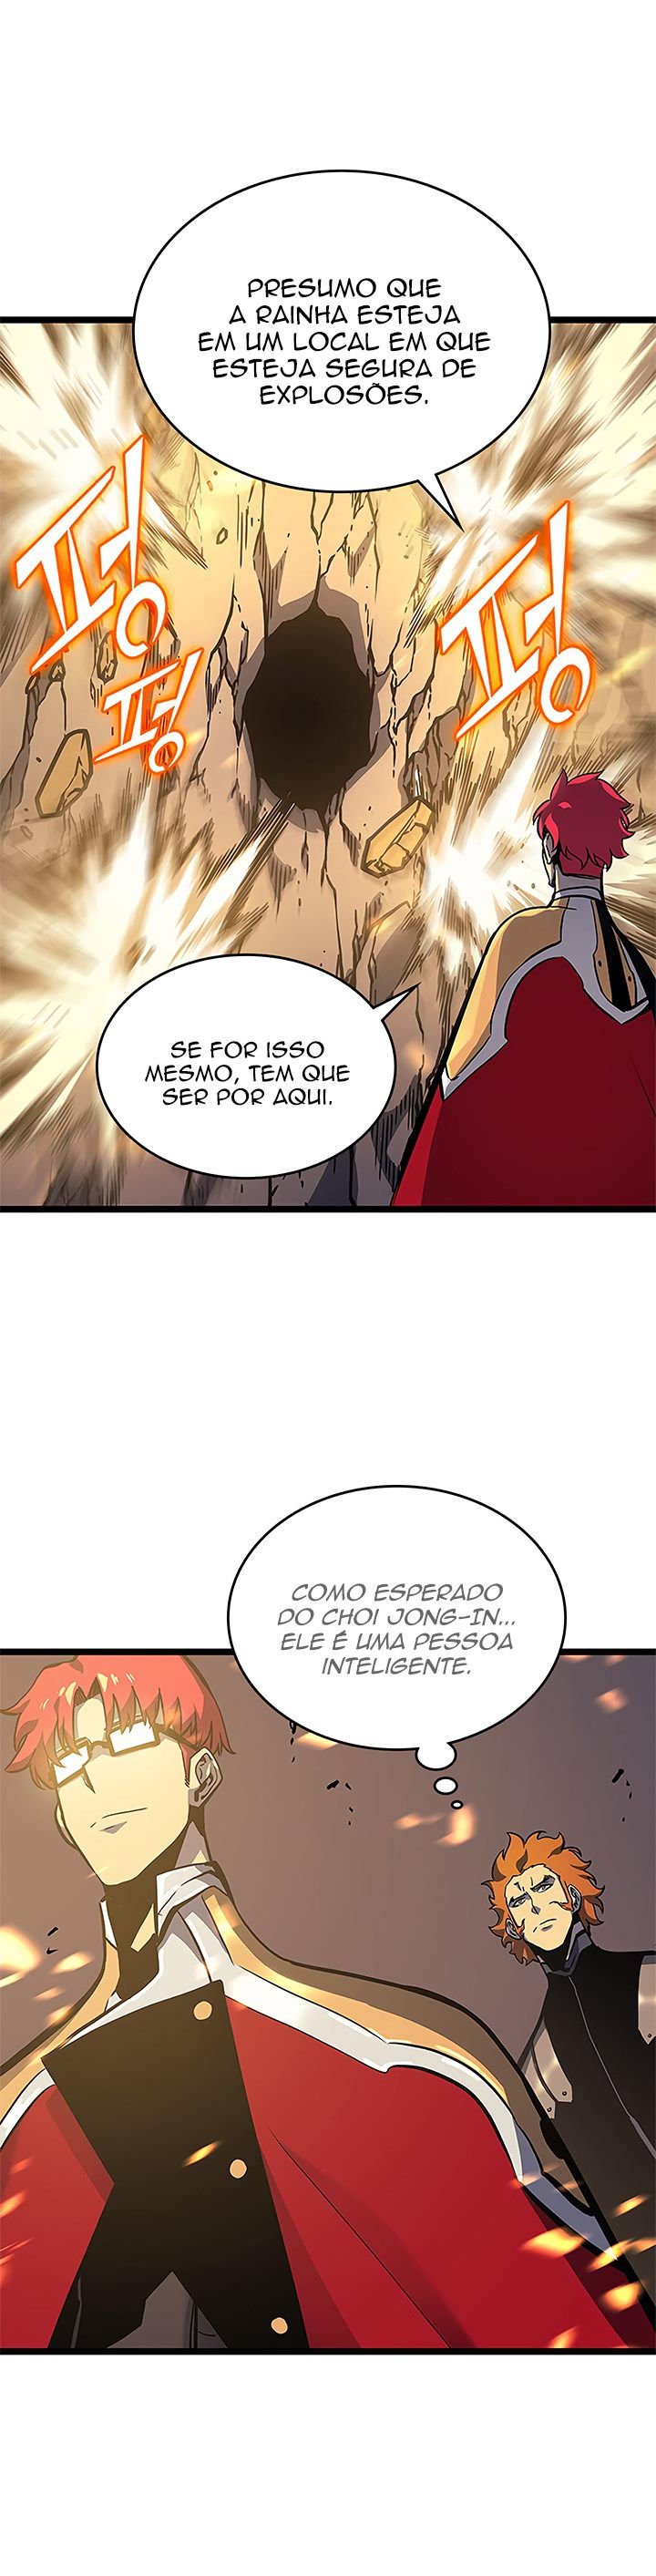 PRESUMO QUE
A RAINHA ESTEJA
EM UM LOCAL EM QUE
ESTEJA SEGURA DE
EXPLOSÕES.
펑
펑
펑
SE FOR ISSO
MESMO, TEM QUE
SER POR AQUI.
COMO ESPERADO
DO CHOI JONG-IN...
ELE É UMA PESSOA
INTELIGENTE.